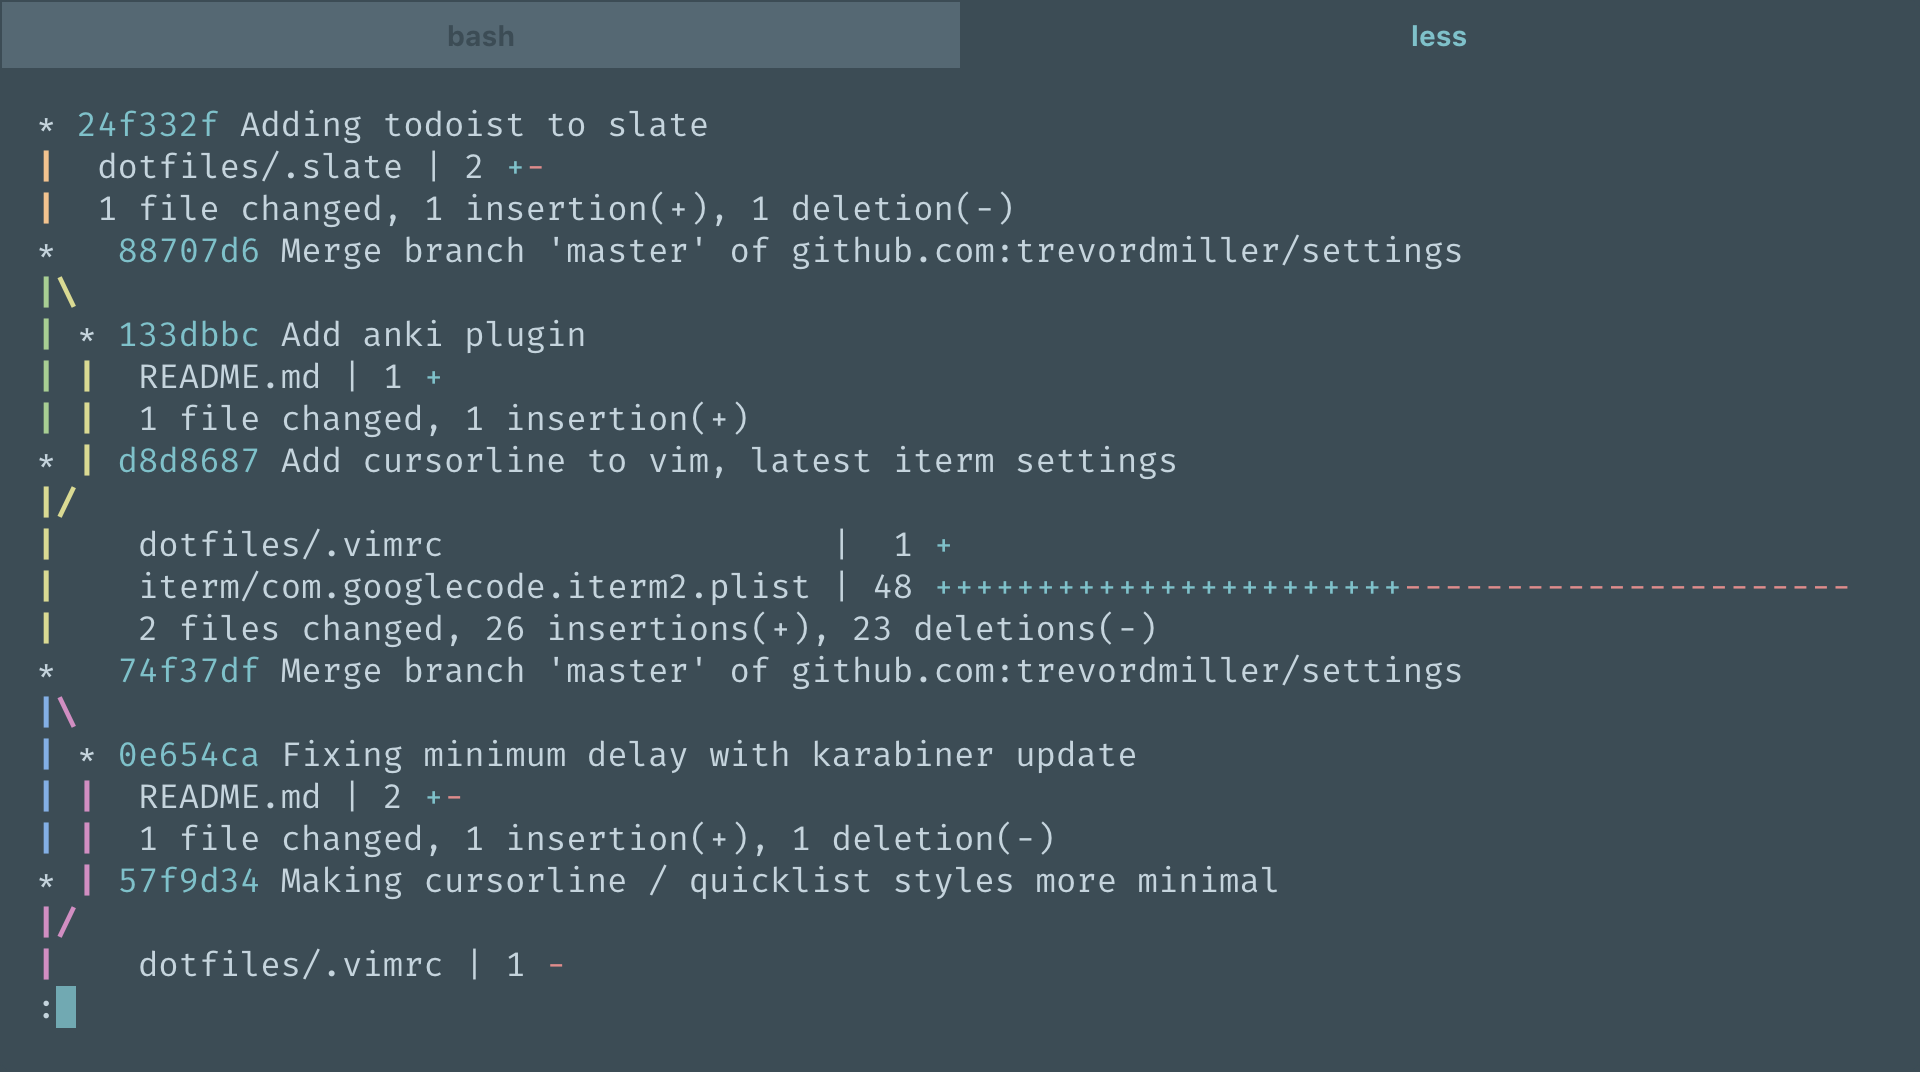 bash
less
* 24f332f Adding todoist to slate
|  dotfiles/.slate | 2 +-
|  1 file changed, 1 insertion(+), 1 deletion(-)
*   88707d6 Merge branch 'master' of github.com:trevordmiller/settings
|\
| * 133dbbc Add anki plugin
| |  README.md | 1 +
| |  1 file changed, 1 insertion(+)
* | d8d8687 Add cursorline to vim, latest iterm settings
|/
|    dotfiles/.vimrc                   |  1 +
|    iterm/com.googlecode.iterm2.plist | 48 +++++++++++++++++++++++----------------------
|    2 files changed, 26 insertions(+), 23 deletions(-)
*   74f37df Merge branch 'master' of github.com:trevordmiller/settings
|\
| * 0e654ca Fixing minimum delay with karabiner update
| |  README.md | 2 +-
| |  1 file changed, 1 insertion(+), 1 deletion(-)
* | 57f9d34 Making cursorline / quicklist styles more minimal
|/
|    dotfiles/.vimrc | 1 -
: